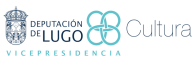 DEPUTACIÓN
DE LUGO
Cultura
VICEPRESIDENCIA